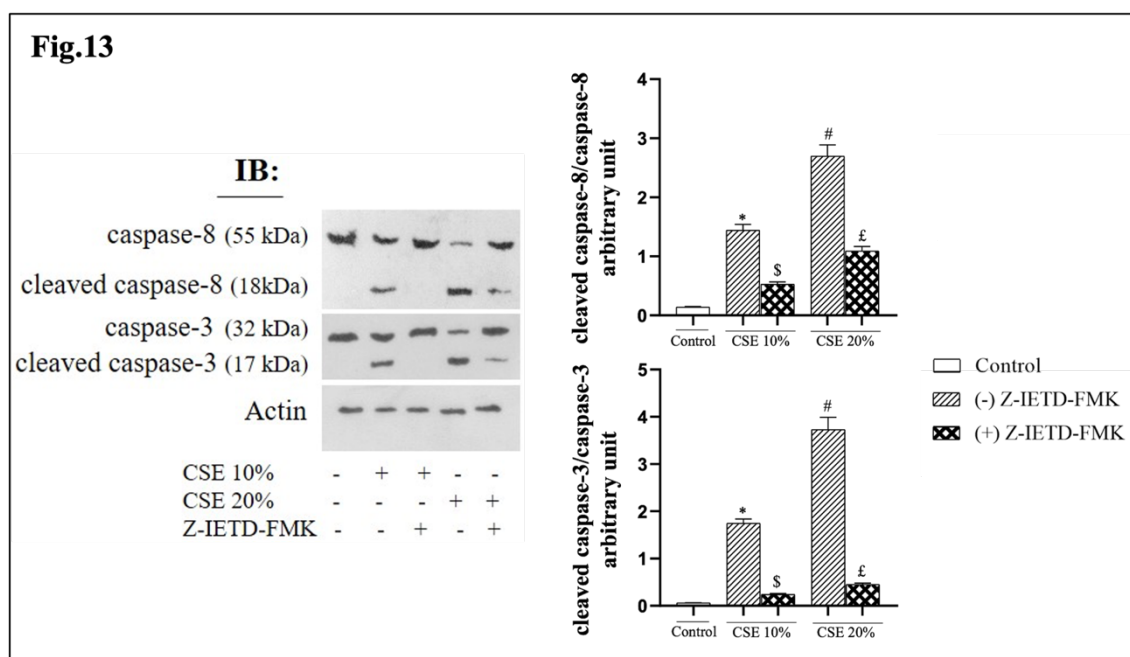 Fig.13
IB:
caspase-8 (55 kDa)
cleaved caspase-8 (18kDa)
caspase-3 (32 kDa)
cleaved caspase-3 (17 kDa)
Actin
CSE 10% - + + - -
CSE 20% - - - + +
Z-IETD-FMK - - + - +
cleaved caspase-8/caspase-8
arbitrary unit
4
3
2
1
0
*
$
#
£
Control CSE 10% CSE 20%
cleaved caspase-3/caspase-3
arbitrary unit
5
4
3
2
1
0
*
$
#
£
Control CSE 10% CSE 20%
Control
(-) Z-IETD-FMK
(+) Z-IETD-FMK